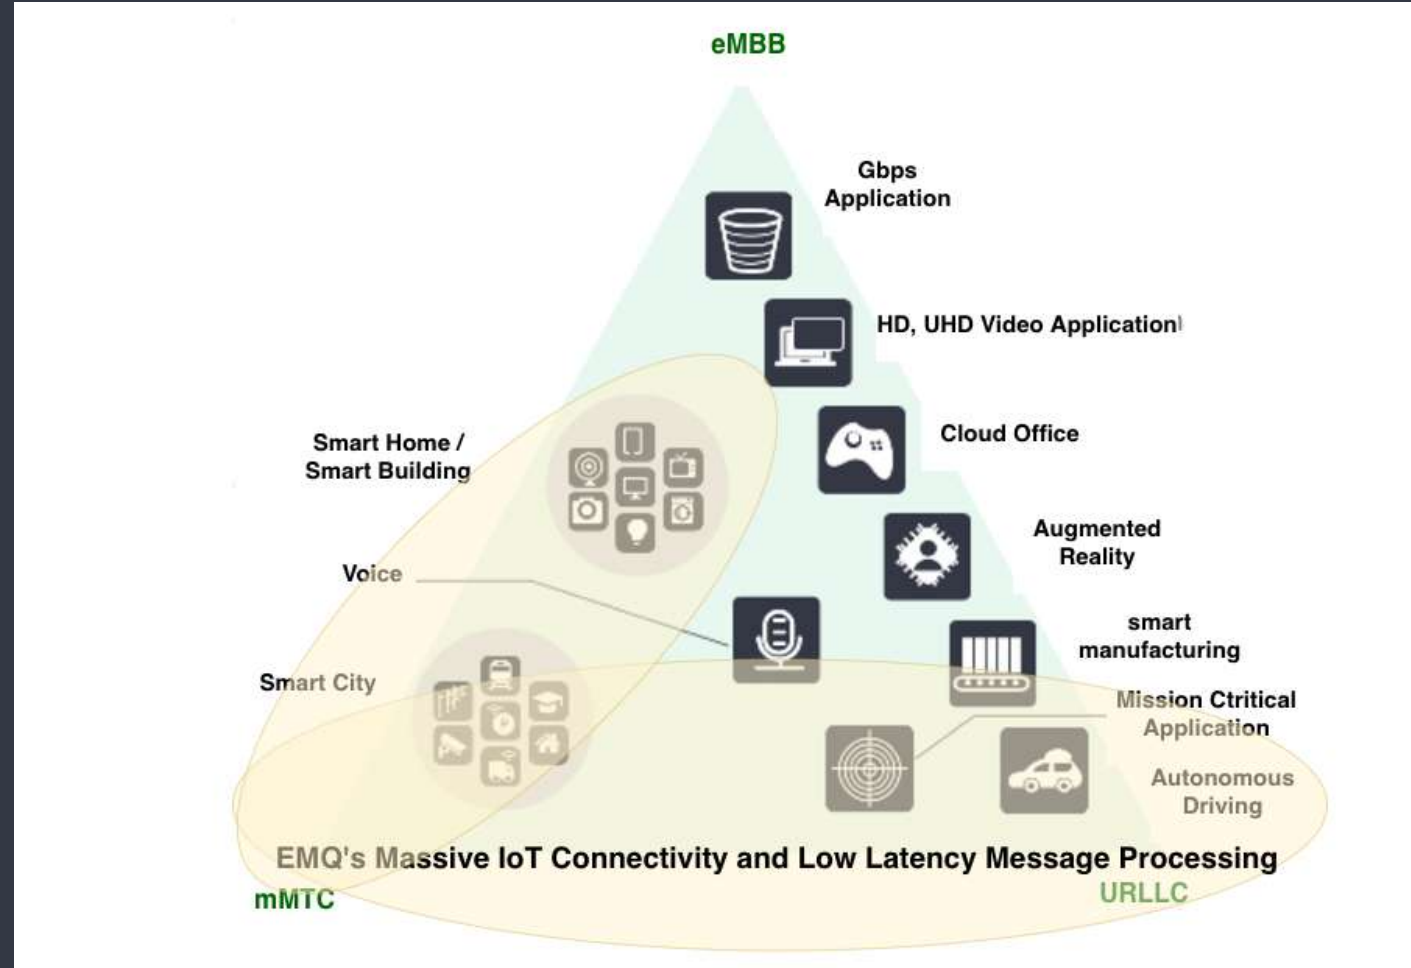 eMBB
Gbps
Application
HD, UHD Video Application
Cloud Office
Smart Home /
Smart Building
Augmented
Reality
Voice
smart
manufacturing
Smart City
Mission Ctritical
Application
Autonomous
Driving
EMQ's Massive IoT Connectivity and Low Latency Message Processing
mMTC
URLLC